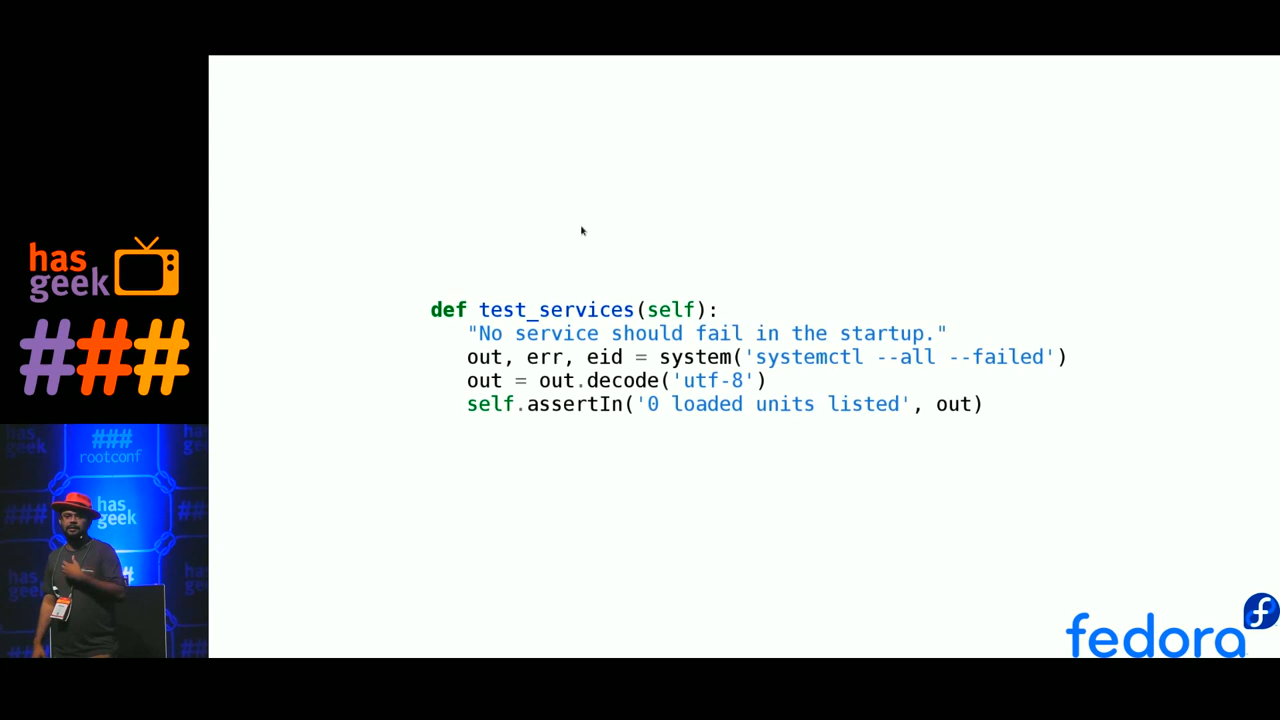 has
geek
###
###
rootconf
has
geek
def test_services(self):
"No service should fail in the startup."
out, err, eid = system('systemctl --all --failed')
out = out.decode('utf-8')
self.assertIn('0 loaded units listed', out)
fedora